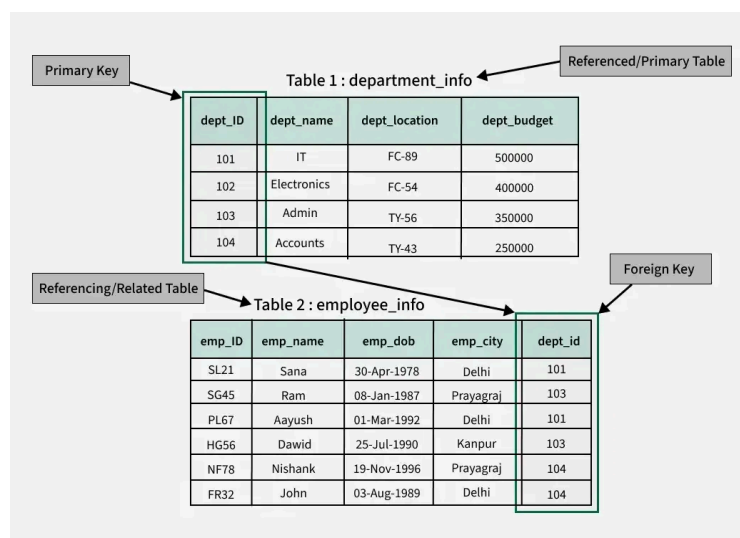 Primary Key
Referenced/Primary Table
Table 1 : department_info
dept_ID dept_name dept_location dept_budget
101 IT FC-89 500000
102 Electronics FC-54 400000
103 Admin TY-56 350000
104 Accounts TY-43 250000
Foreign Key
Referencing/Related Table
Table 2 : employee_info
emp_ID emp_name emp_dob emp_city dept_id
SL21 Sana 30-Apr-1978 Delhi 101
SG45 Ram 08-Jan-1987 Prayagraj 103
PL67 Aayush 01-Mar-1992 Delhi 101
HG56 Dawid 25-Jul-1990 Kanpur 103
NF78 Nishank 19-Nov-1996 Prayagraj 104
FR32 John 03-Aug-1989 Delhi 104